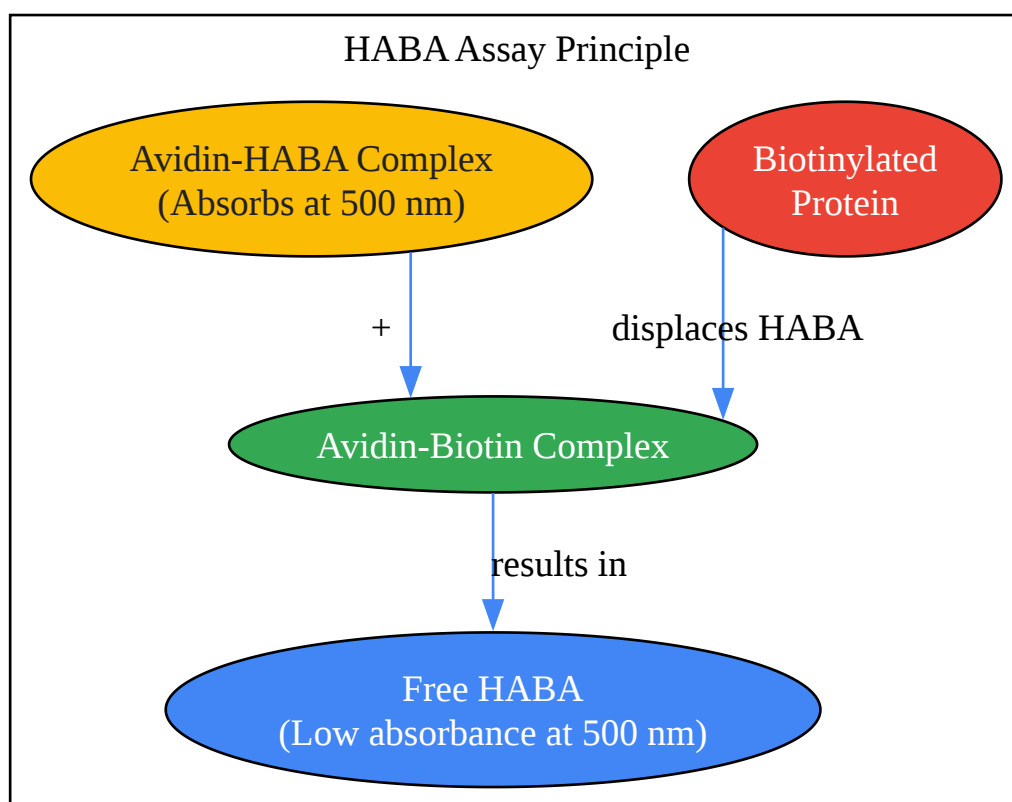 HABA Assay Principle
Avidin-HABA Complex
(Absorbs at 500 nm)
Biotinylated
Protein
+
displaces HABA
Avidin-Biotin Complex
results in
Free HABA
(Low absorbance at 500 nm)